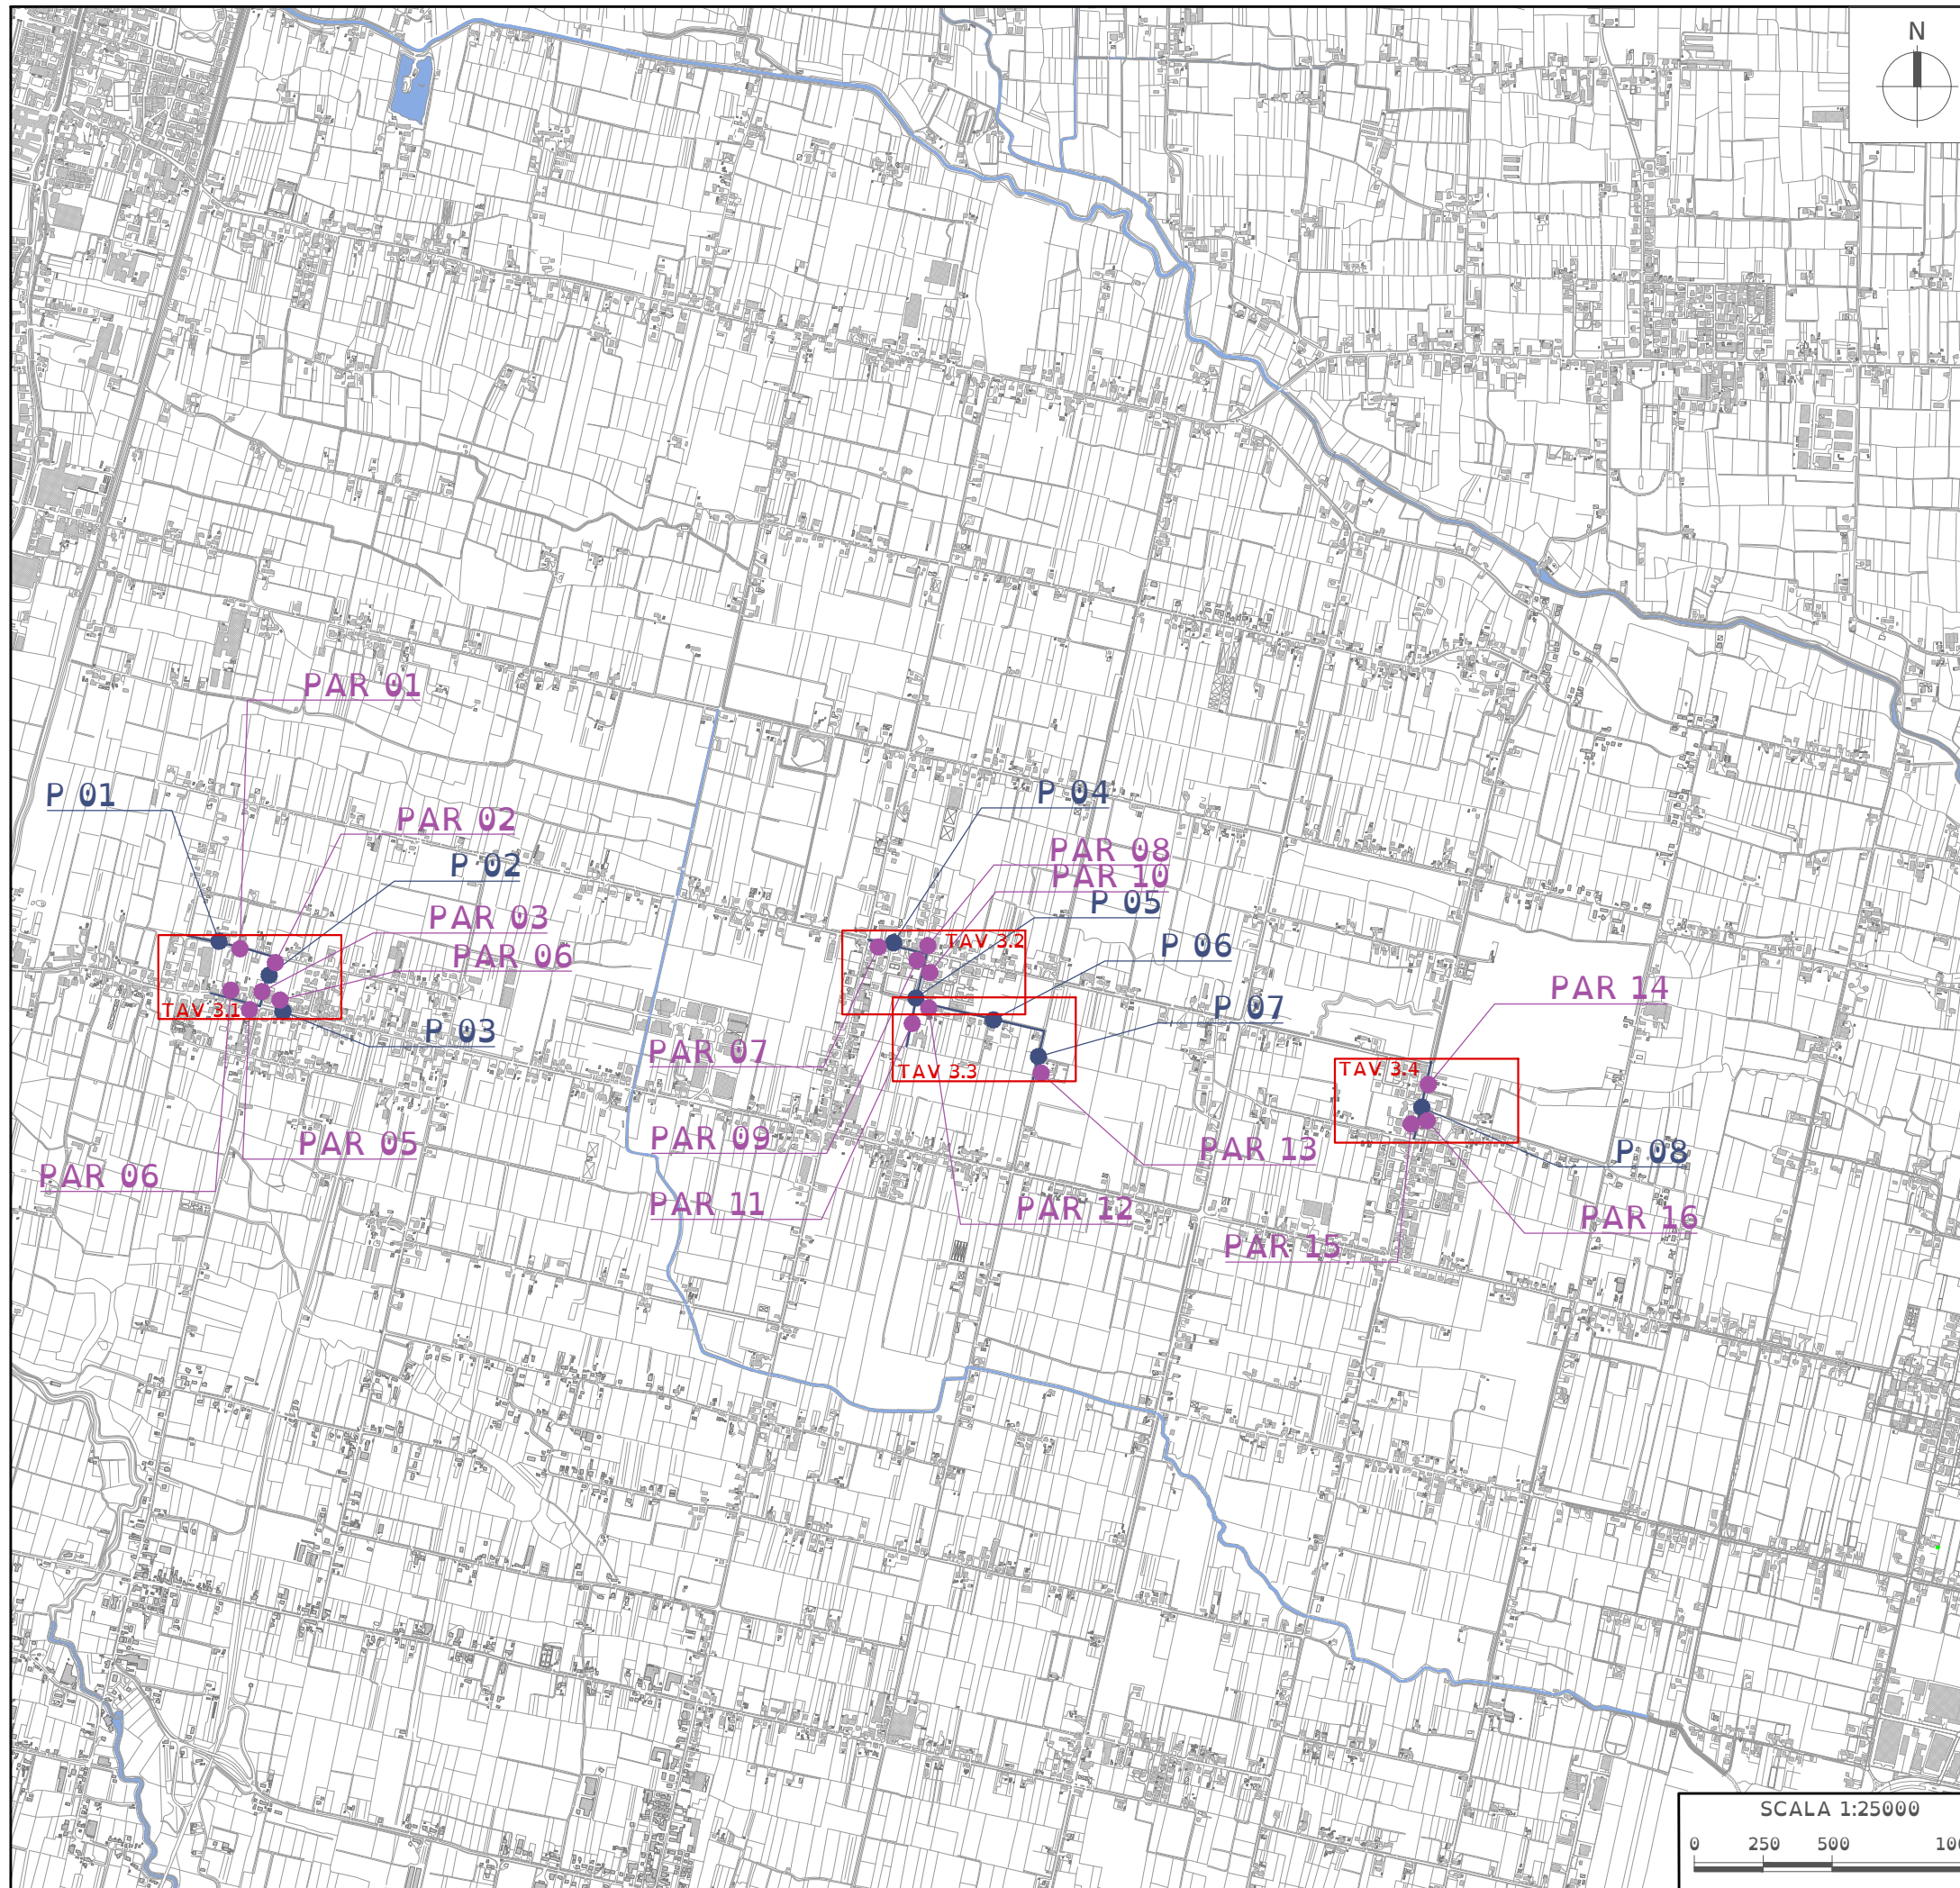 N
PAR 01
P 01
P 04
PAR 02
PAR 08
P 02
PAR 10
P 05
PAR 03
TAV 3.2
P 06
PAR 06
PAR 14
TAV 3.1
P 07
P 03
PAR 07
TAV 3.3
TAV 3.4
PAR 09
PAR 05
PAR 13
P 08
PAR 06
PAR 11
PAR 12
PAR 16
PAR 15
SCALA 1:25000
0 250 500